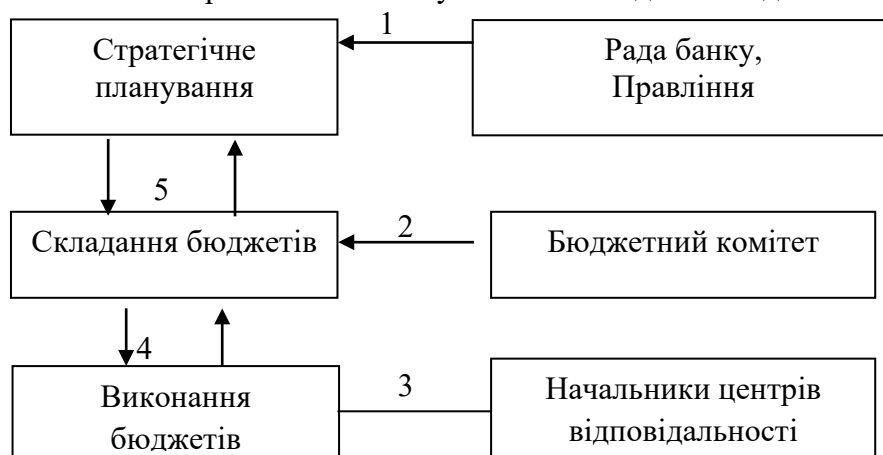 1
Стратегічне
планування
Рада банку,
Правління
5
Складання бюджетів
2
Бюджетний комітет
4
Виконання
бюджетів
3
Начальники центрів
відповідальності